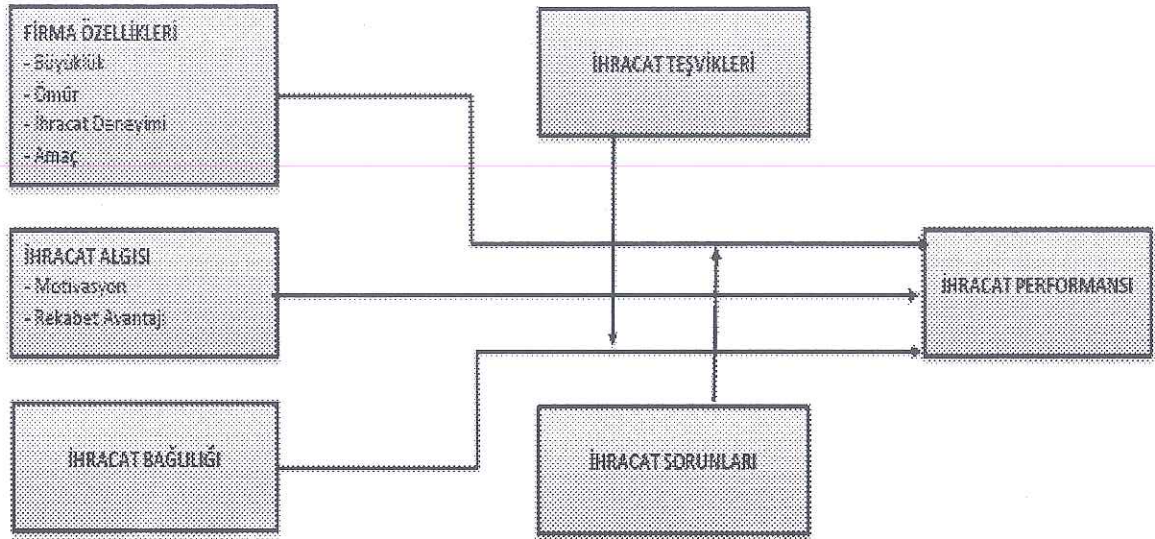 FİRMA ÖZELLİKLERİ
- Büyüklük
- Ömür
- İhracat Deneyimi
- Amaç
İHRACAT TEŞVİKLERİ
İHRACAT ALGISI
- Motivasyon
- Rekabet Avantajı
İHRACAT PERFORMANSI
İHRACAT BAĞLILIĞI
İHRACAT SORUNLARI